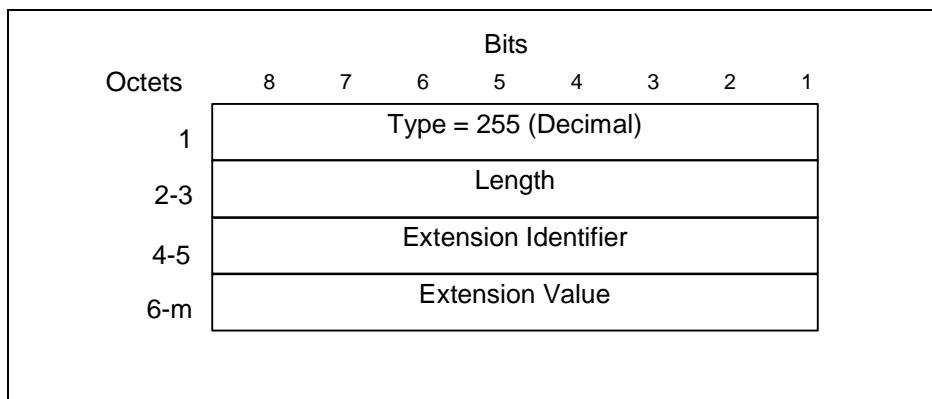 Bits
Octets 8 7 6 5 4 3 2 1
1 Type = 255 (Decimal)
2-3 Length
4-5 Extension Identifier
6-m Extension Value